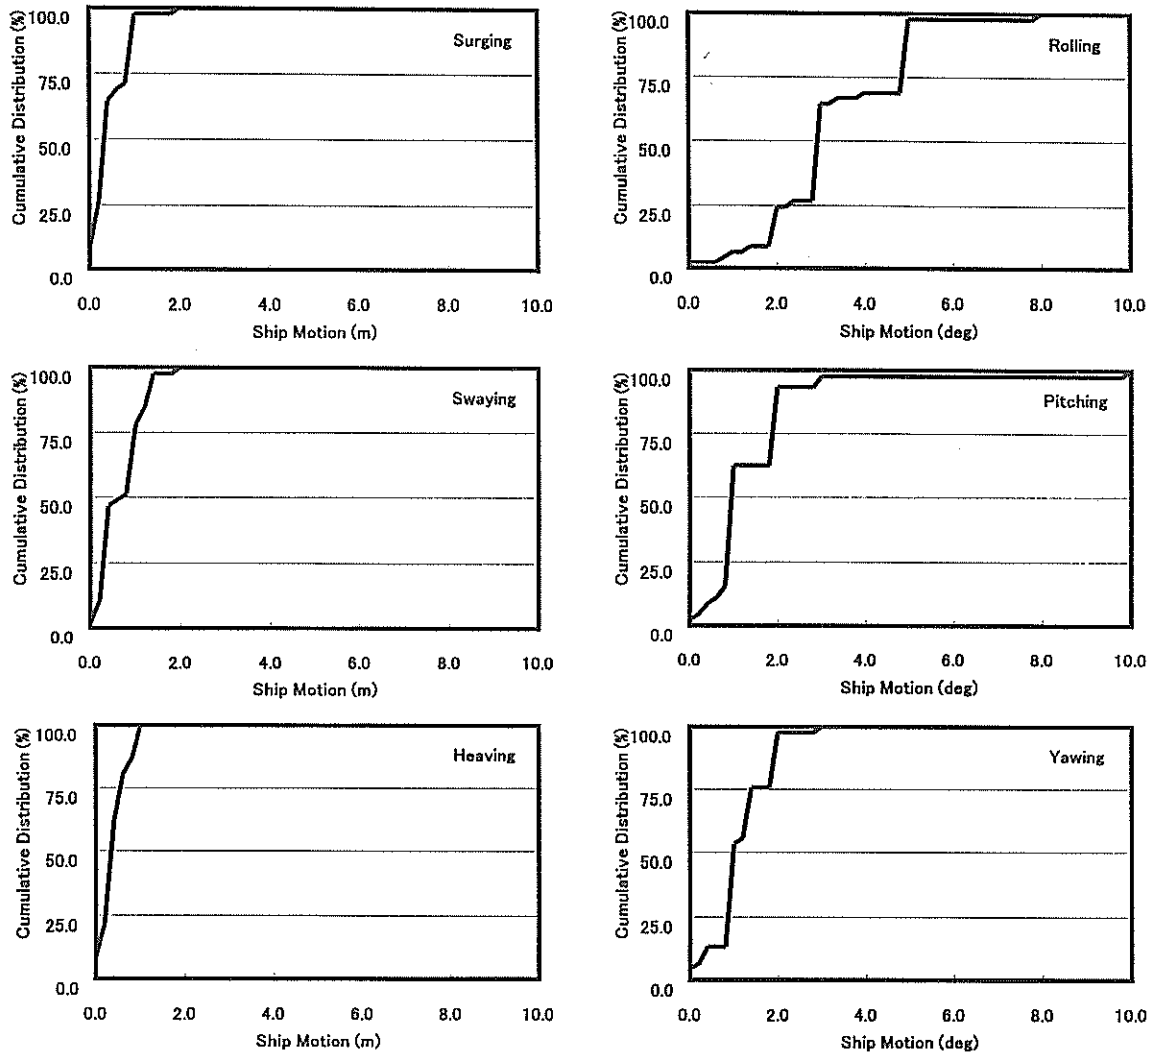 Cumulative Distribution (%)
100.0
75.0
50.0
25.0
0.0
Surging
0.0 2.0 4.0 6.0 8.0 10.0
Ship Motion (m)
Cumulative Distribution (%)
100.0
75.0
50.0
25.0
0.0
Rolling
0.0 2.0 4.0 6.0 8.0 10.0
Ship Motion (deg)
Cumulative Distribution (%)
100.0
75.0
50.0
25.0
0.0
Swaying
0.0 2.0 4.0 6.0 8.0 10.0
Ship Motion (m)
Cumulative Distribution (%)
100.0
75.0
50.0
25.0
0.0
Pitching
0.0 2.0 4.0 6.0 8.0 10.0
Ship Motion (deg)
Cumulative Distribution (%)
100.0
75.0
50.0
25.0
0.0
Heaving
0.0 2.0 4.0 6.0 8.0 10.0
Ship Motion (m)
Cumulative Distribution (%)
100.0
75.0
50.0
25.0
0.0
Yawing
0.0 2.0 4.0 6.0 8.0 10.0
Ship Motion (deg)